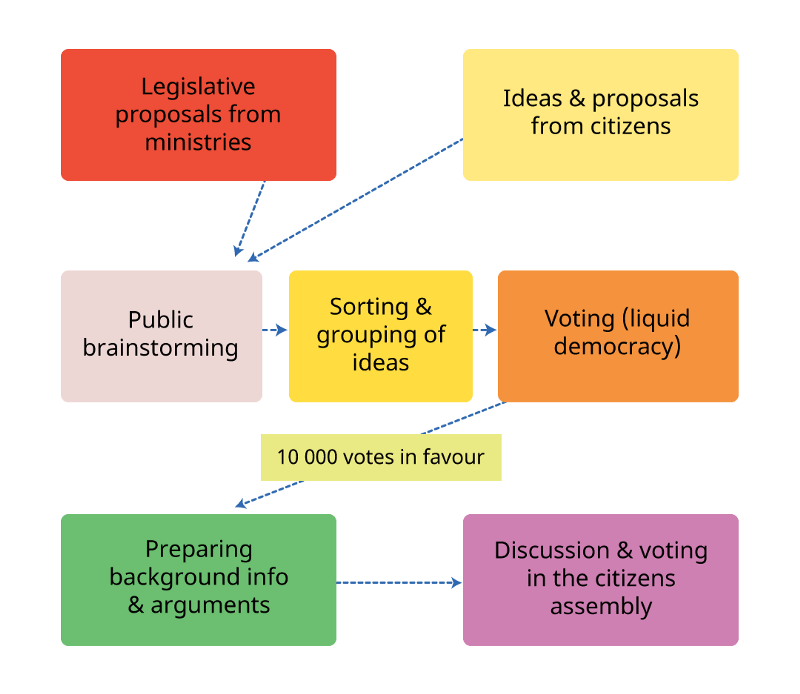 Legislative
proposals from
ministries
Ideas & proposals
from citizens
Public
brainstorming
Sorting &
grouping of
ideas
Voting (liquid
democracy)
10 000 votes in favour
Preparing
background info
& arguments
Discussion & voting
in the citizens
assembly